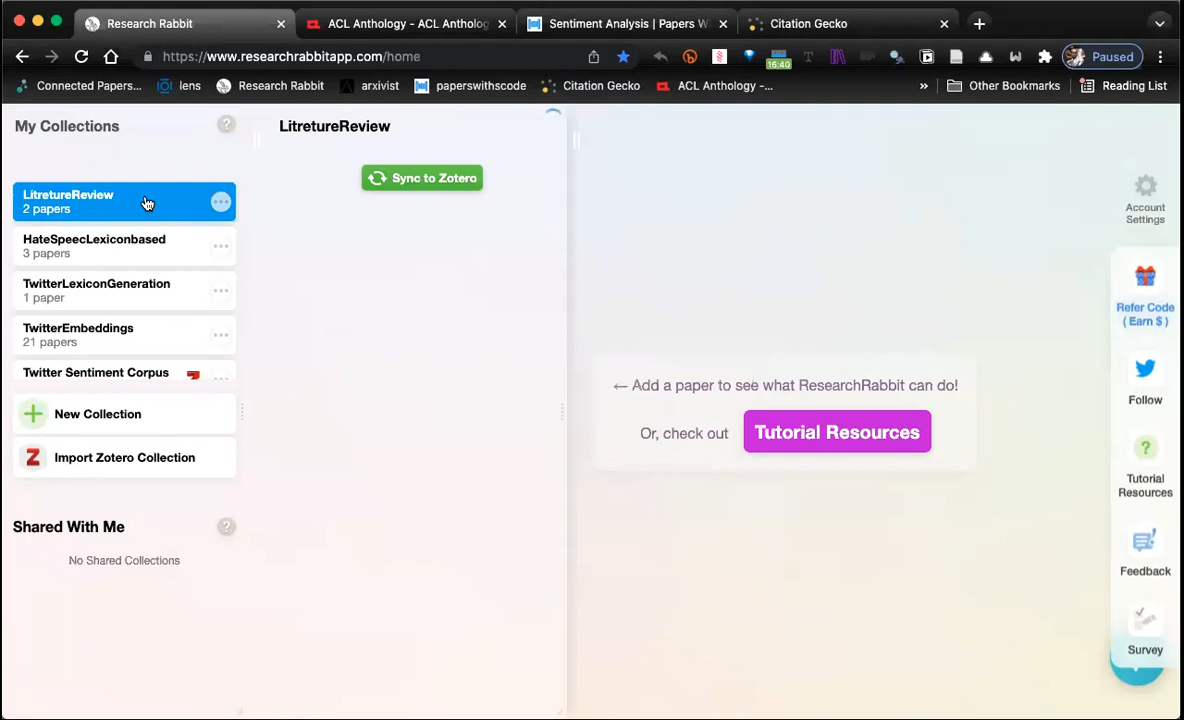 Research Rabbit
ACL Anthology - ACL Antholog
Sentiment Analysis | Papers W
Citation Gecko
https://www.researchrabbitapp.com/home
16:40
Paused
Connected Papers...
lens
Research Rabbit
arxivist
paperswithscode
Citation Gecko
ACL Anthology -...
»
Other Bookmarks
Reading List
My Collections
?
LitretureReview
2 papers
HateSpeecLexiconbased
3 papers
TwitterLexiconGeneration
1 paper
TwitterEmbeddings
21 papers
Twitter Sentiment Corpus
New Collection
Z
Import Zotero Collection
Shared With Me
?
No Shared Collections
LitretureReview
Sync to Zotero
← Add a paper to see what ResearchRabbit can do!
Or, check out
Tutorial Resources
Account
Settings
Refer Code
( Earn $ )
Follow
?
Tutorial
Resources
Feedback
Survey